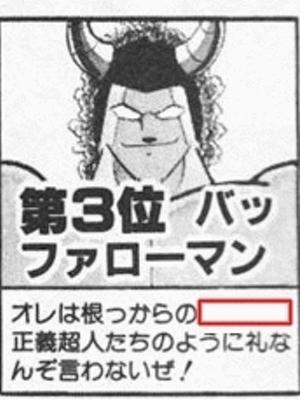 第3位 バッ
ファローマン
オレは根っからの
正義超人たちのように礼な
んぞ言わないぜ！